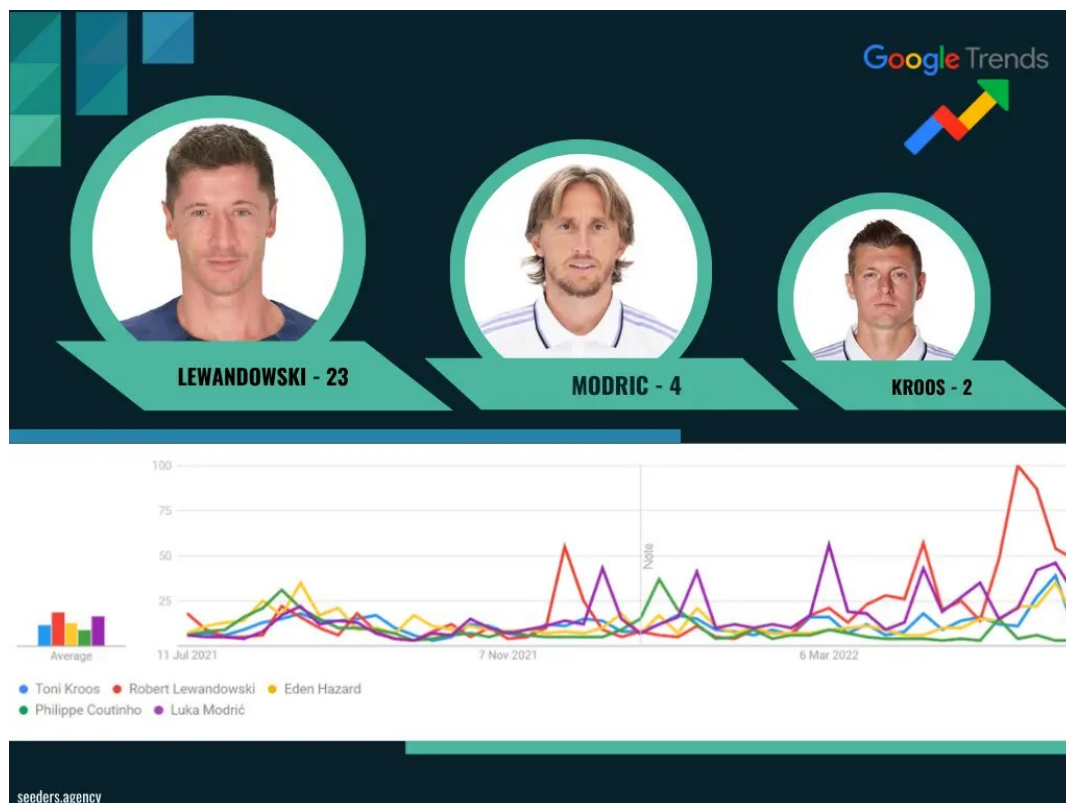 Google Trends
LEWANDOWSKI - 23
MODRIC - 4
KROOS - 2
100
75
50
25
Note
Average
11 Jul 2021
7 Nov 2021
6 Mar 2022
Toni Kroos
Robert Lewandowski
Eden Hazard
Philippe Coutinho
Luka Modrić
seeders.agency